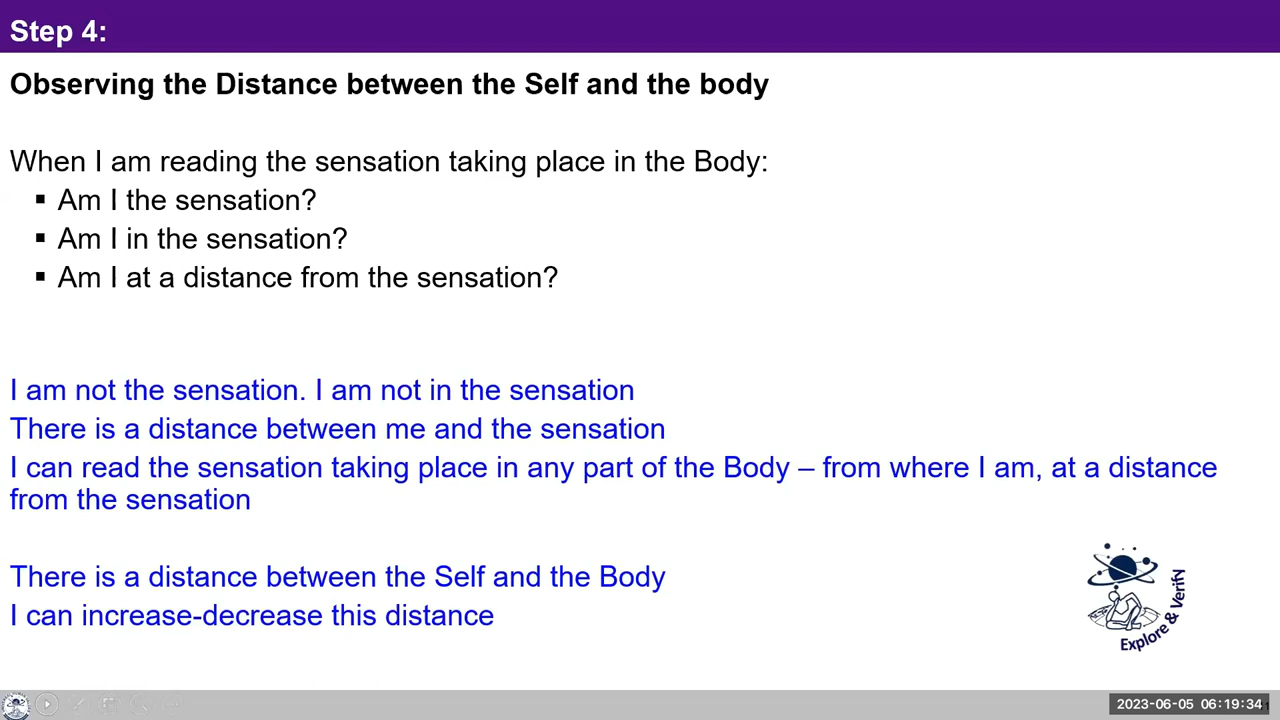 Step 4:
Observing the Distance between the Self and the body
When I am reading the sensation taking place in the Body:
▪ Am I the sensation?
▪ Am I in the sensation?
▪ Am I at a distance from the sensation?
I am not the sensation. I am not in the sensation
There is a distance between me and the sensation
I can read the sensation taking place in any part of the Body – from where I am, at a distance
from the sensation
There is a distance between the Self and the Body
I can increase-decrease this distance
Explore & Verify
2023-06-05 06:19:34